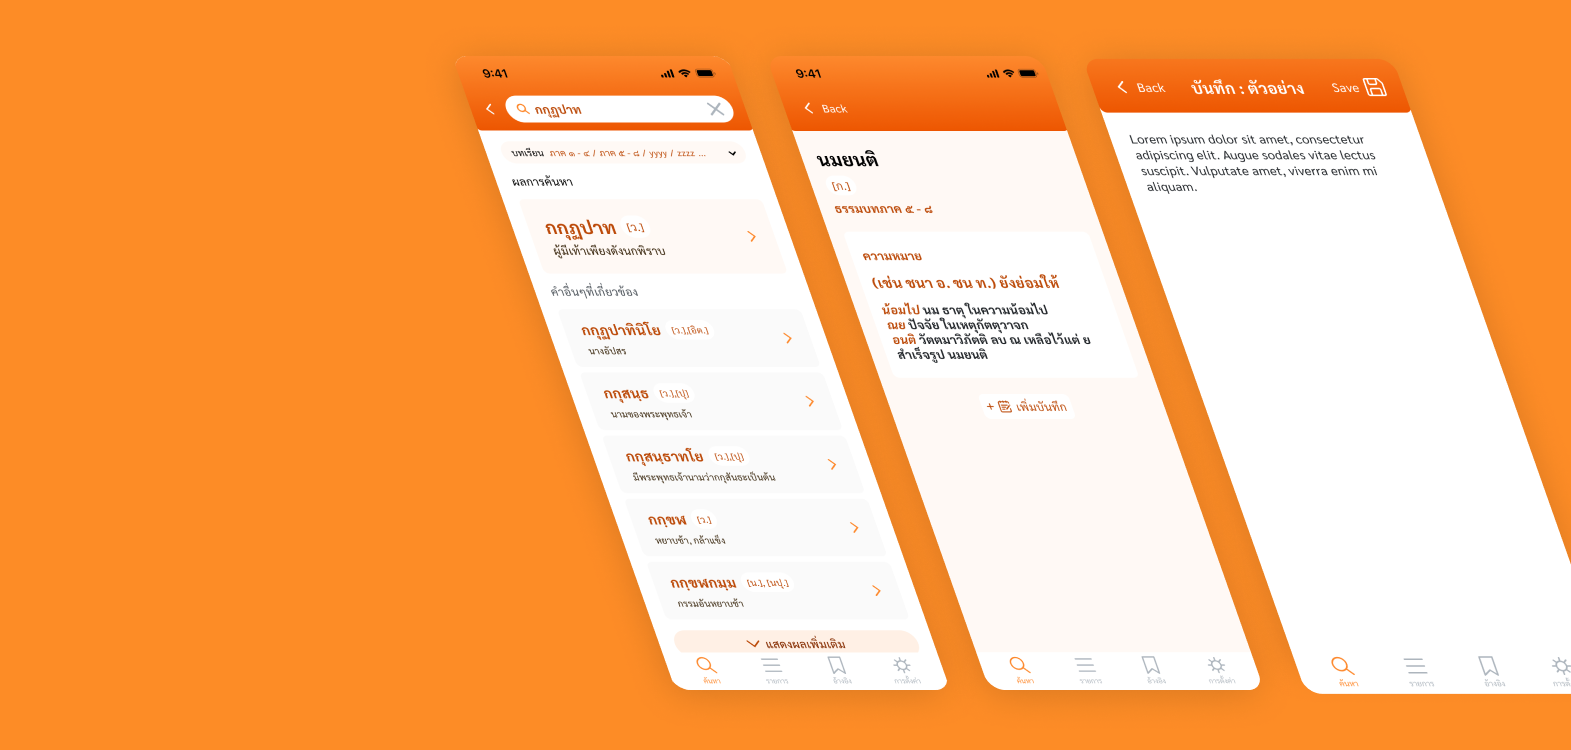 9:41
กกุฏปาท
บทเรียน ภาค ๑ - ๔ / ภาค ๕ - ๘ / yyyy / zzzz ...
ผลการค้นหา
กกุฏปาท [ว.]
ผู้มีเท้าเพียงดังนกพิราบ
คำอื่นๆที่เกี่ยวข้อง
กกุฏปาทินิโย [ว.],[อิต.]
นางอัปสร
กกุสนฺธ [ว.],[ปุ]
นามของพระพุทธเจ้า
กกุสนฺธาทโย [ว.],[ปุ]
มีพระพุทธเจ้านามว่ากกุสันธะเป็นต้น
กกฺขฬ [ว.]
หยาบช้า, กล้าแข็ง
กกฺขฬกมฺม [น.], [นปุ.]
กรรมอันหยาบช้า
แสดงผลเพิ่มเติม
ค้นหา รายการ อ้างอิง การตั้งค่า
9:41
Back
นมยนติ
[ก.]
ธรรมบทภาค ๕ - ๘
ความหมาย
(เช่น ชนา อ. ชน ท.) ยังย่อมให้
น้อมไป นม ธาตุ ในความน้อมไป
ณย ปัจจัย ในเหตุกัตตุวาจก
อนติ วัตตมาวิภัตติ ลบ ณ เหลือไว้แต่ ย
สำเร็จรูป นมยนติ
+ เพิ่มบันทึก
ค้นหา รายการ อ้างอิง การตั้งค่า
Back บันทึก : ตัวอย่าง Save
Lorem ipsum dolor sit amet, consectetur
adipiscing elit. Augue sodales vitae lectus
suscipit. Vulputate amet, viverra enim mi
aliquam.
ค้นหา รายการ อ้างอิง